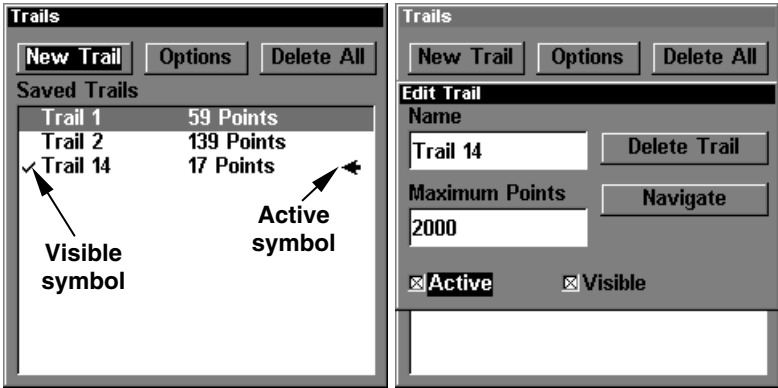 Trails
New Trail Options Delete All
Saved Trails
Trail 1 59 Points
Trail 2 139 Points
Trail 14 17 Points
Visible symbol
Active symbol
Trails
New Trail Options Delete All
Edit Trail
Name
Trail 14 Delete Trail
Maximum Points Navigate
2000
Active Visible